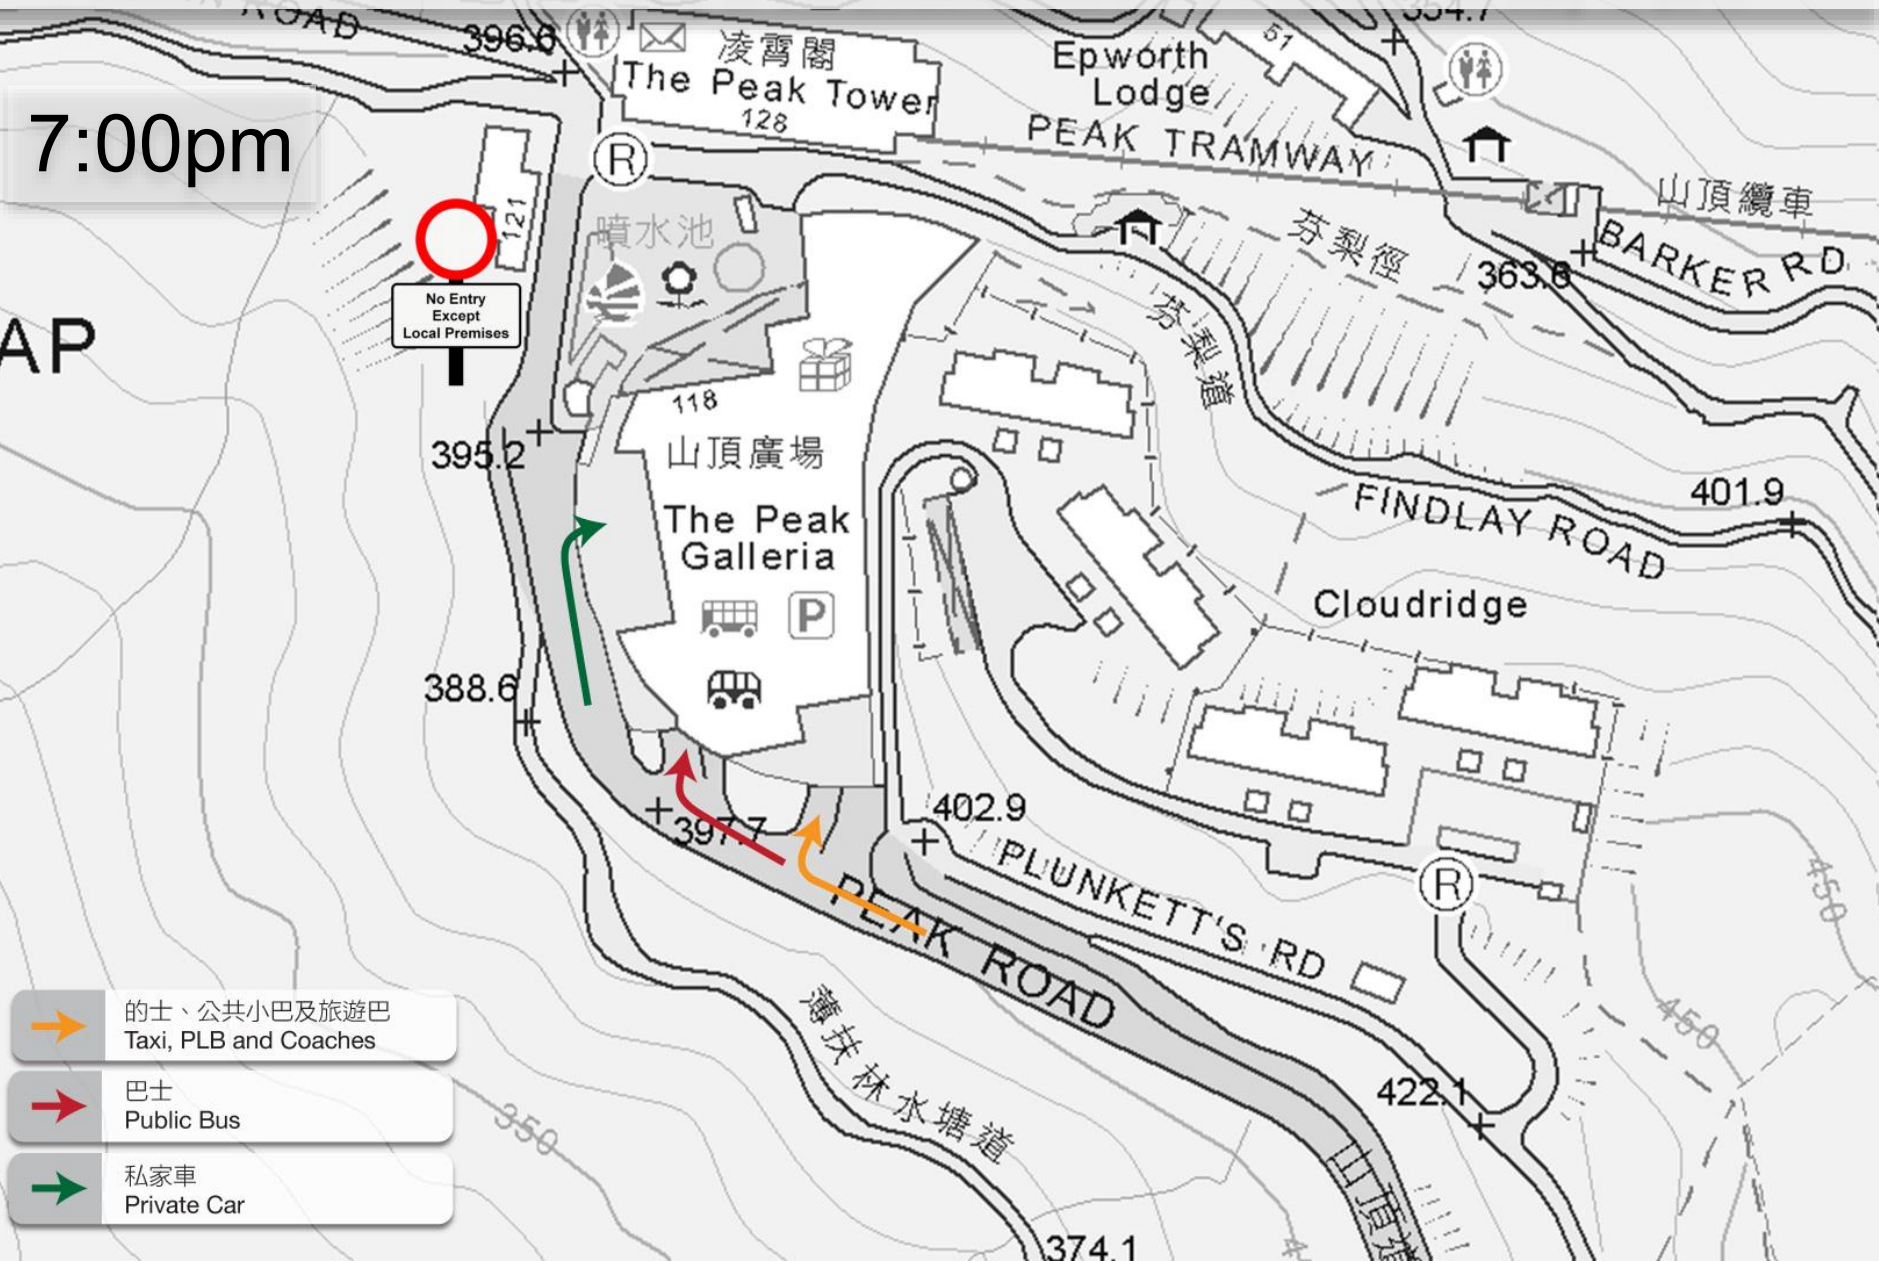 ROAD
396.6
凌霄閣
The Peak Tower
128
Epworth
Lodge
51
PEAK TRAMWAY
山頂纜車
7:00pm
R
121
噴水池
芬梨徑
BARKER RD
363.6
No Entry
Except
Local Premises
AP
芬梨道
118
395.2
山頂廣場
The Peak
Galleria
P
FINDLAY ROAD
401.9
Cloudridge
388.6
397.7
402.9
PLUNKETT'S RD
R
450
PEAK ROAD
450
薄扶林水塘道
422.1
山頂道
350
374.1
的士、公共小巴及旅遊巴
Taxi, PLB and Coaches
巴士
Public Bus
私家車
Private Car